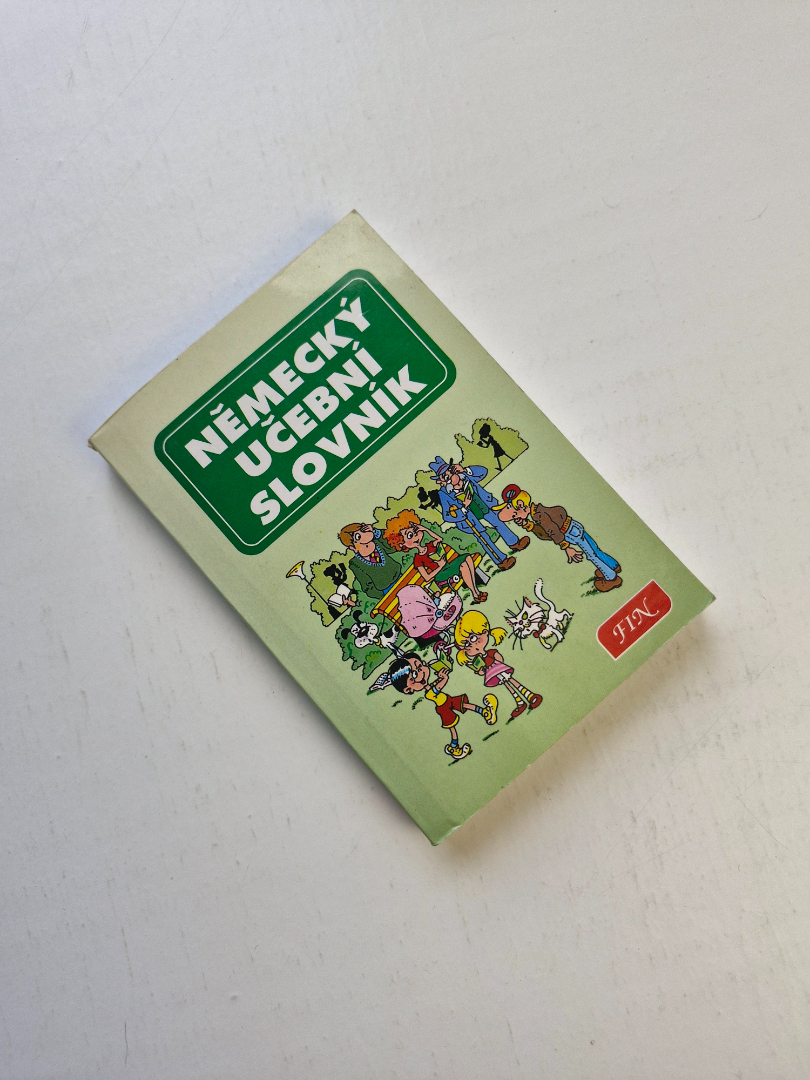 NĚMECKÝ
UČEBNÍ
SLOVNÍK
FIN